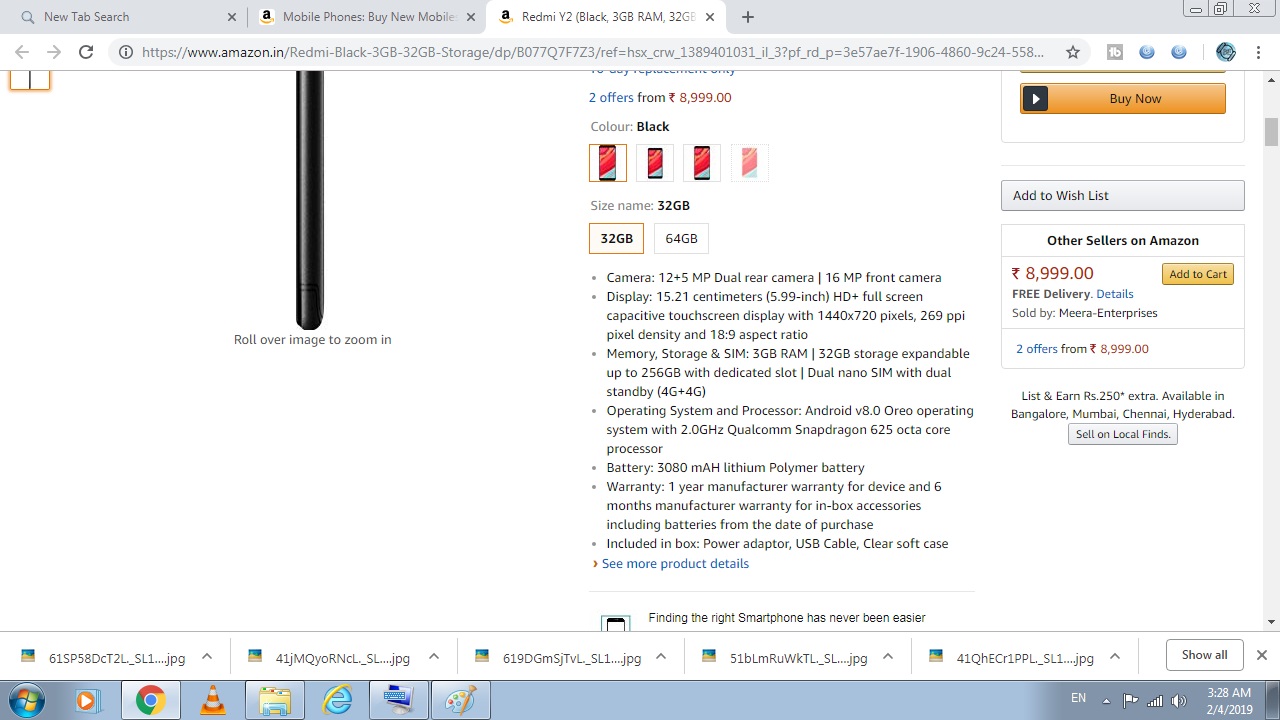 New Tab Search
Mobile Phones: Buy New Mobile
Redmi Y2 (Black, 3GB RAM, 32GB
https://www.amazon.in/Redmi-Black-3GB-32GB-Storage/dp/B077Q7F7Z3/ref=hsx_crw_1389401031_il_3?pf_rd_p=3e57ae7f-1906-4860-9c24-558...
10-day replacement only
2 offers from ₹ 8,999.00
Colour: Black
Size name: 32GB
32GB 64GB
Camera: 12+5 MP Dual rear camera | 16 MP front camera
Display: 15.21 centimeters (5.99-inch) HD+ full screen
capacitive touchscreen display with 1440x720 pixels, 269 ppi
pixel density and 18:9 aspect ratio
Memory, Storage & SIM: 3GB RAM | 32GB storage expandable
up to 256GB with dedicated slot | Dual nano SIM with dual
standby (4G+4G)
Operating System and Processor: Android v8.0 Oreo operating
system with 2.0GHz Qualcomm Snapdragon 625 octa core
processor
Battery: 3080 mAH lithium Polymer battery
Warranty: 1 year manufacturer warranty for device and 6
months manufacturer warranty for in-box accessories
including batteries from the date of purchase
Included in box: Power adaptor, USB Cable, Clear soft case
› See more product details
Finding the right Smartphone has never been easier
Roll over image to zoom in
Buy Now
Add to Wish List
Other Sellers on Amazon
₹ 8,999.00
Add to Cart
FREE Delivery. Details
Sold by: Meera-Enterprises
2 offers from ₹ 8,999.00
List & Earn Rs.250* extra. Available in
Bangalore, Mumbai, Chennai, Hyderabad.
Sell on Local Finds.
61SP58DcT2L_SL1....jpg
41jMQyoRNcL._SL....jpg
619DGmSjTvL_SL1....jpg
51bLmRuWkTL._SL....jpg
41QhECr1PPL._SL1....jpg
Show all
EN
3:28 AM
2/4/2019